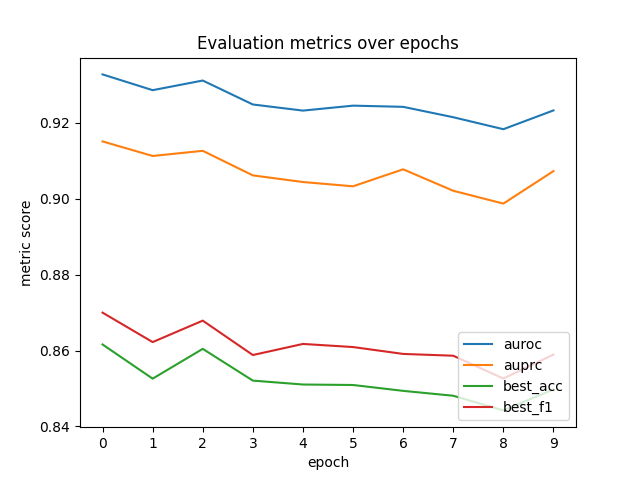 Evaluation metrics over epochs
metric score
0.92
0.90
0.88
0.86
0.84
auroc
auprc
best_acc
best_f1
0 1 2 3 4 5 6 7 8 9
epoch